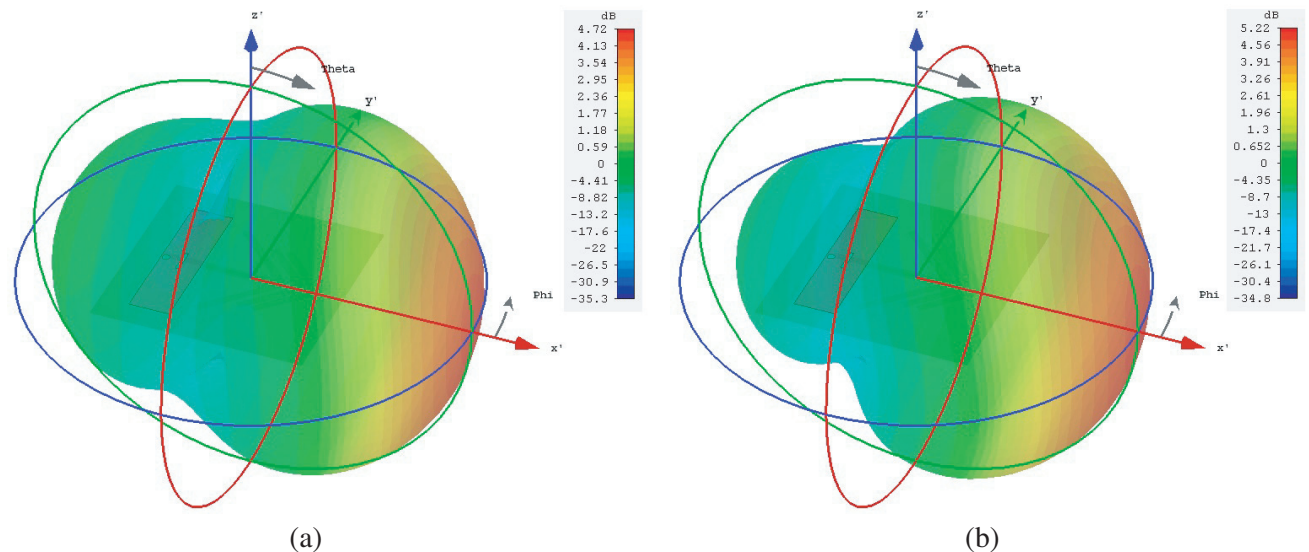 z'
Theta
y'
Phi
x'
dB
4.72
4.13
3.54
2.95
2.36
1.77
1.18
0.59
0
-4.41
-8.82
-13.2
-17.6
-22
-26.5
-30.9
-35.3
(a)
z'
Theta
y'
Phi
x'
dB
5.22
4.56
3.91
3.26
2.61
1.96
1.3
0.652
0
-4.35
-8.7
-13
-17.4
-21.7
-26.1
-30.4
-34.8
(b)